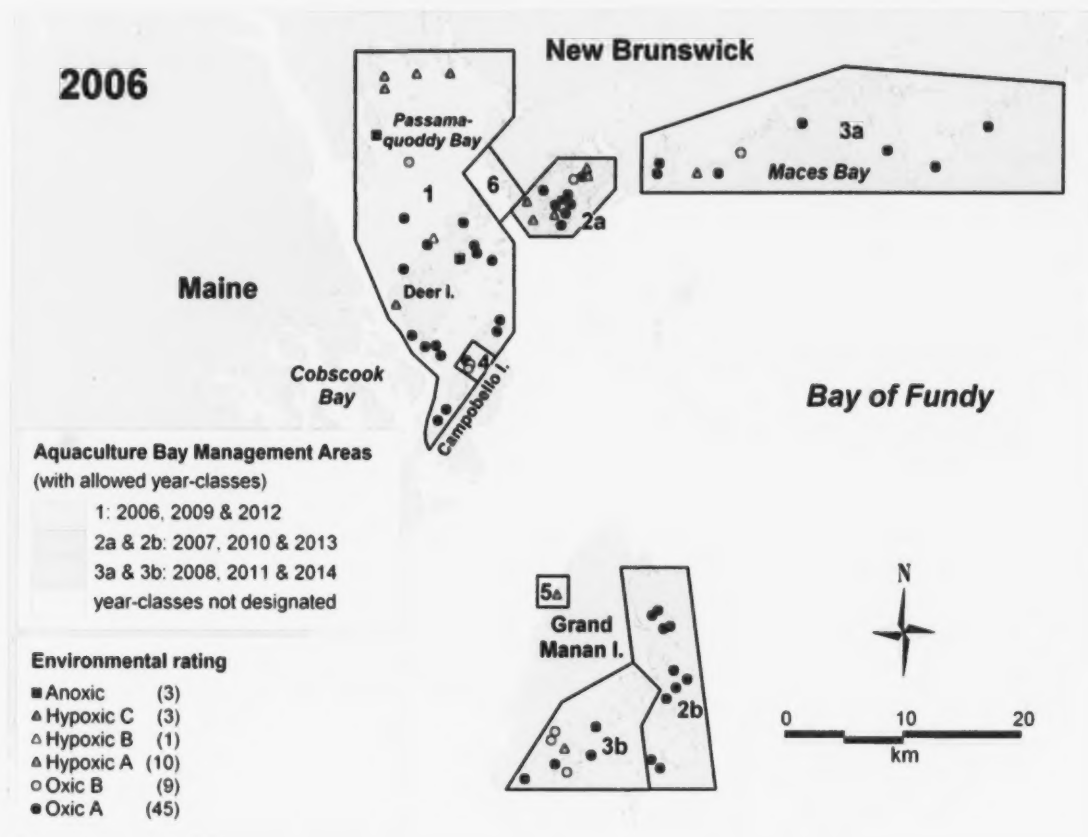 2006
New Brunswick
Passama-
quoddy Bay
3a
Maces Bay
6
1
2a
Maine
Deer I.
5 4
Cobscook
Bay
Campobello I.
Bay of Fundy
Aquaculture Bay Management Areas
(with allowed year-classes)
1: 2006, 2009 & 2012
2a & 2b: 2007, 2010 & 2013
3a & 3b: 2008, 2011 & 2014
year-classes not designated
5
Grand
Manan I.
N
2b
3b
Environmental rating
Anoxic (3)
Hypoxic C (3)
Hypoxic B (1)
Hypoxic A (10)
Oxic B (9)
Oxic A (45)
0 10 20
km